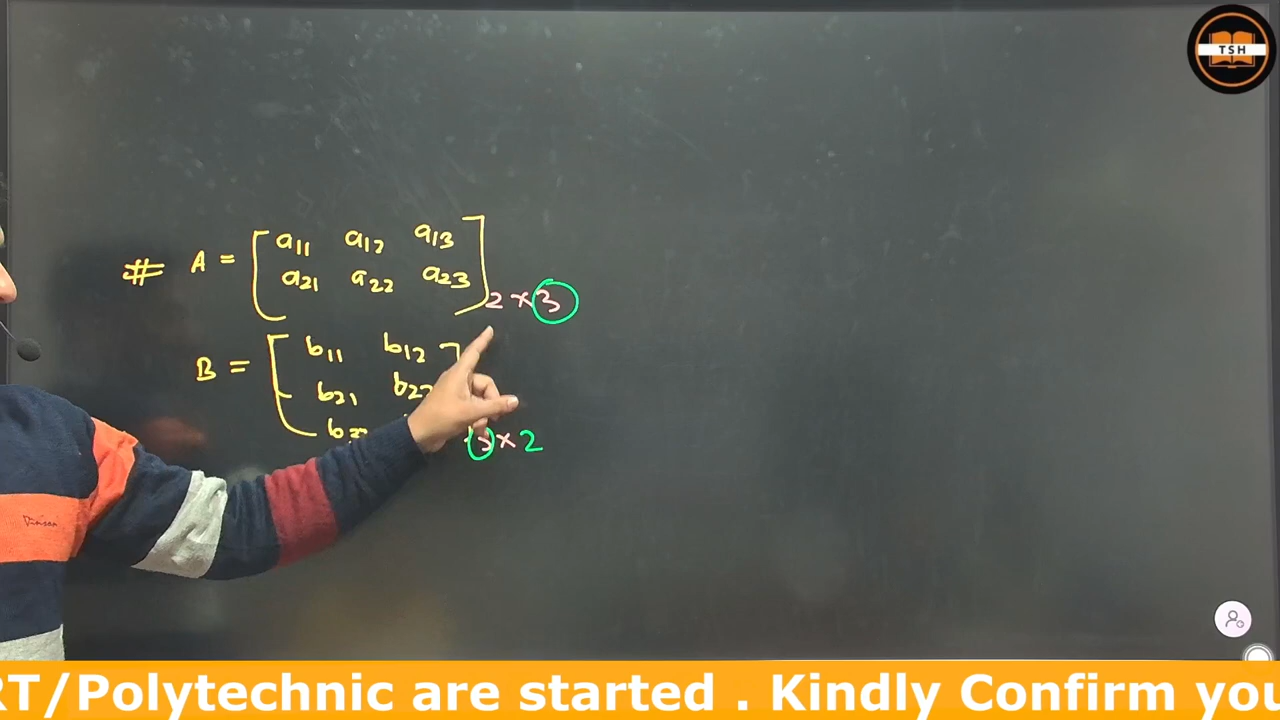 TSH
# A = [ a11 a12 a13
a21 a22 a23 ] 2 × 3
B = [ b11 b12
b21 b22
3 × 2
RT/Polytechnic are started . Kindly Confirm you